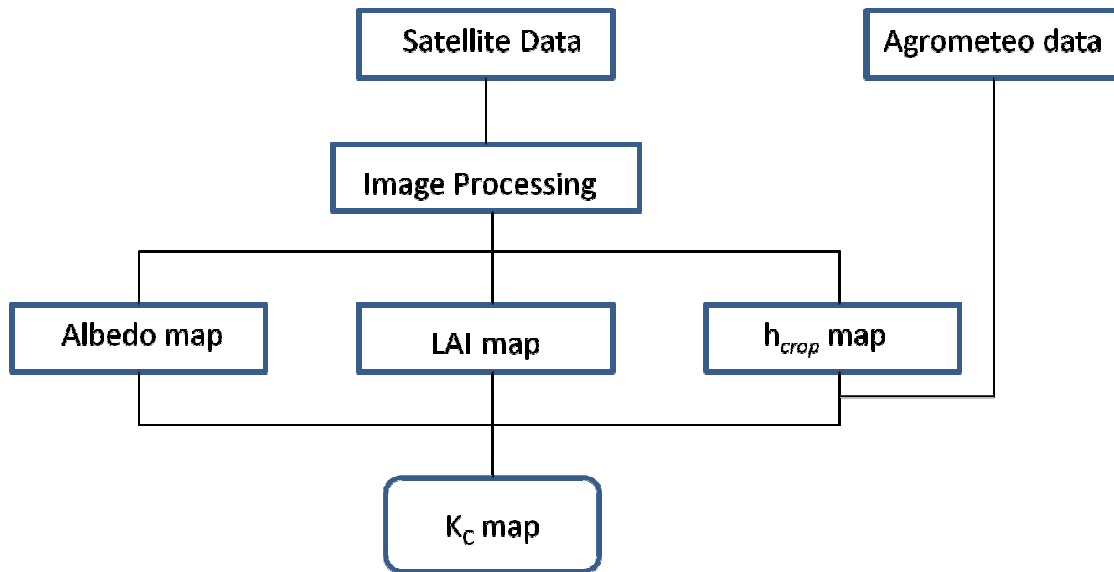 Satellite Data
Agrometeo data
Image Processing
Albedo map
LAI map
hcrop map
KC map